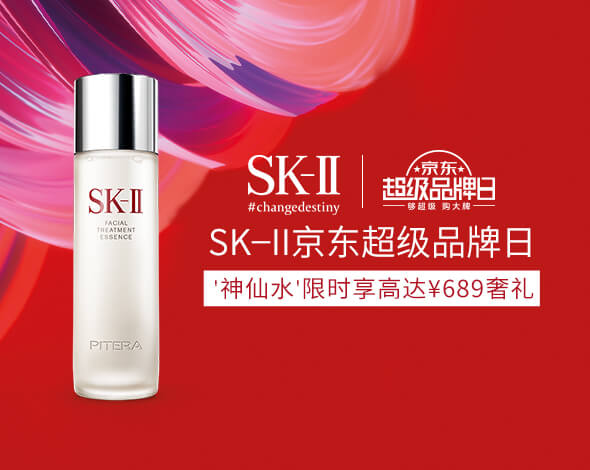 SK-II
FACIAL
TREATMENT
ESSENCE
PITERA
SK-II
#changedestiny
京东
超级品牌日
够超级 购大牌
SK-II京东超级品牌日
'神仙水'限时享高达¥689奢礼